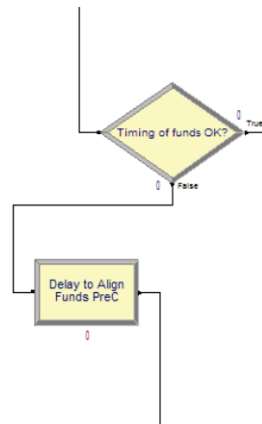 0
Timing of funds OK?
True
0
False
Delay to Align
Funds PreC
0